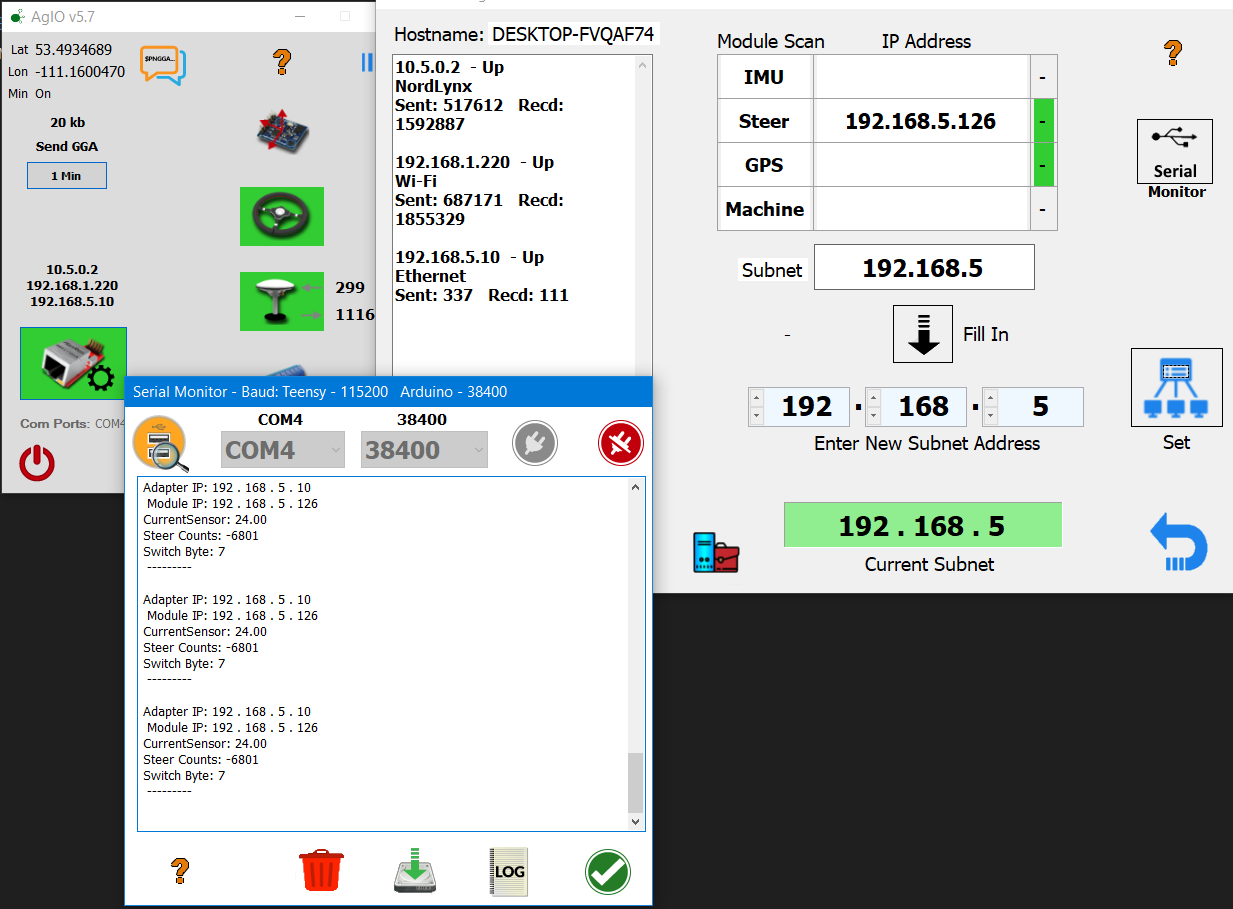 AgIO v5.7
Lat 53.4934689
Lon -111.1600470
Min On
$PNGGA...
20 kb
Send GGA
1 Min
10.5.0.2
192.168.1.220
192.168.5.10
299
1116
Com Ports: COM4
Hostname: DESKTOP-FVQAF74
10.5.0.2 - Up
NordLynx
Sent: 517612 Recd:
1592887
192.168.1.220 - Up
Wi-Fi
Sent: 687171 Recd:
1855329
192.168.5.10 - Up
Ethernet
Sent: 337 Recd: 111
Module Scan IP Address
IMU -
Steer 192.168.5.126 -
GPS -
Machine -
Subnet 192.168.5
- Fill In
192 . 168 . 5
Enter New Subnet Address
192 . 168 . 5
Current Subnet
Serial
Monitor
Set
Serial Monitor - Baud: Teensy - 115200 Arduino - 38400
COM4 38400
COM4 38400
Adapter IP: 192 . 168 . 5 . 10
Module IP: 192 . 168 . 5 . 126
CurrentSensor: 24.00
Steer Counts: -6801
Switch Byte: 7
---------
Adapter IP: 192 . 168 . 5 . 10
Module IP: 192 . 168 . 5 . 126
CurrentSensor: 24.00
Steer Counts: -6801
Switch Byte: 7
---------
Adapter IP: 192 . 168 . 5 . 10
Module IP: 192 . 168 . 5 . 126
CurrentSensor: 24.00
Steer Counts: -6801
Switch Byte: 7
---------
LOG